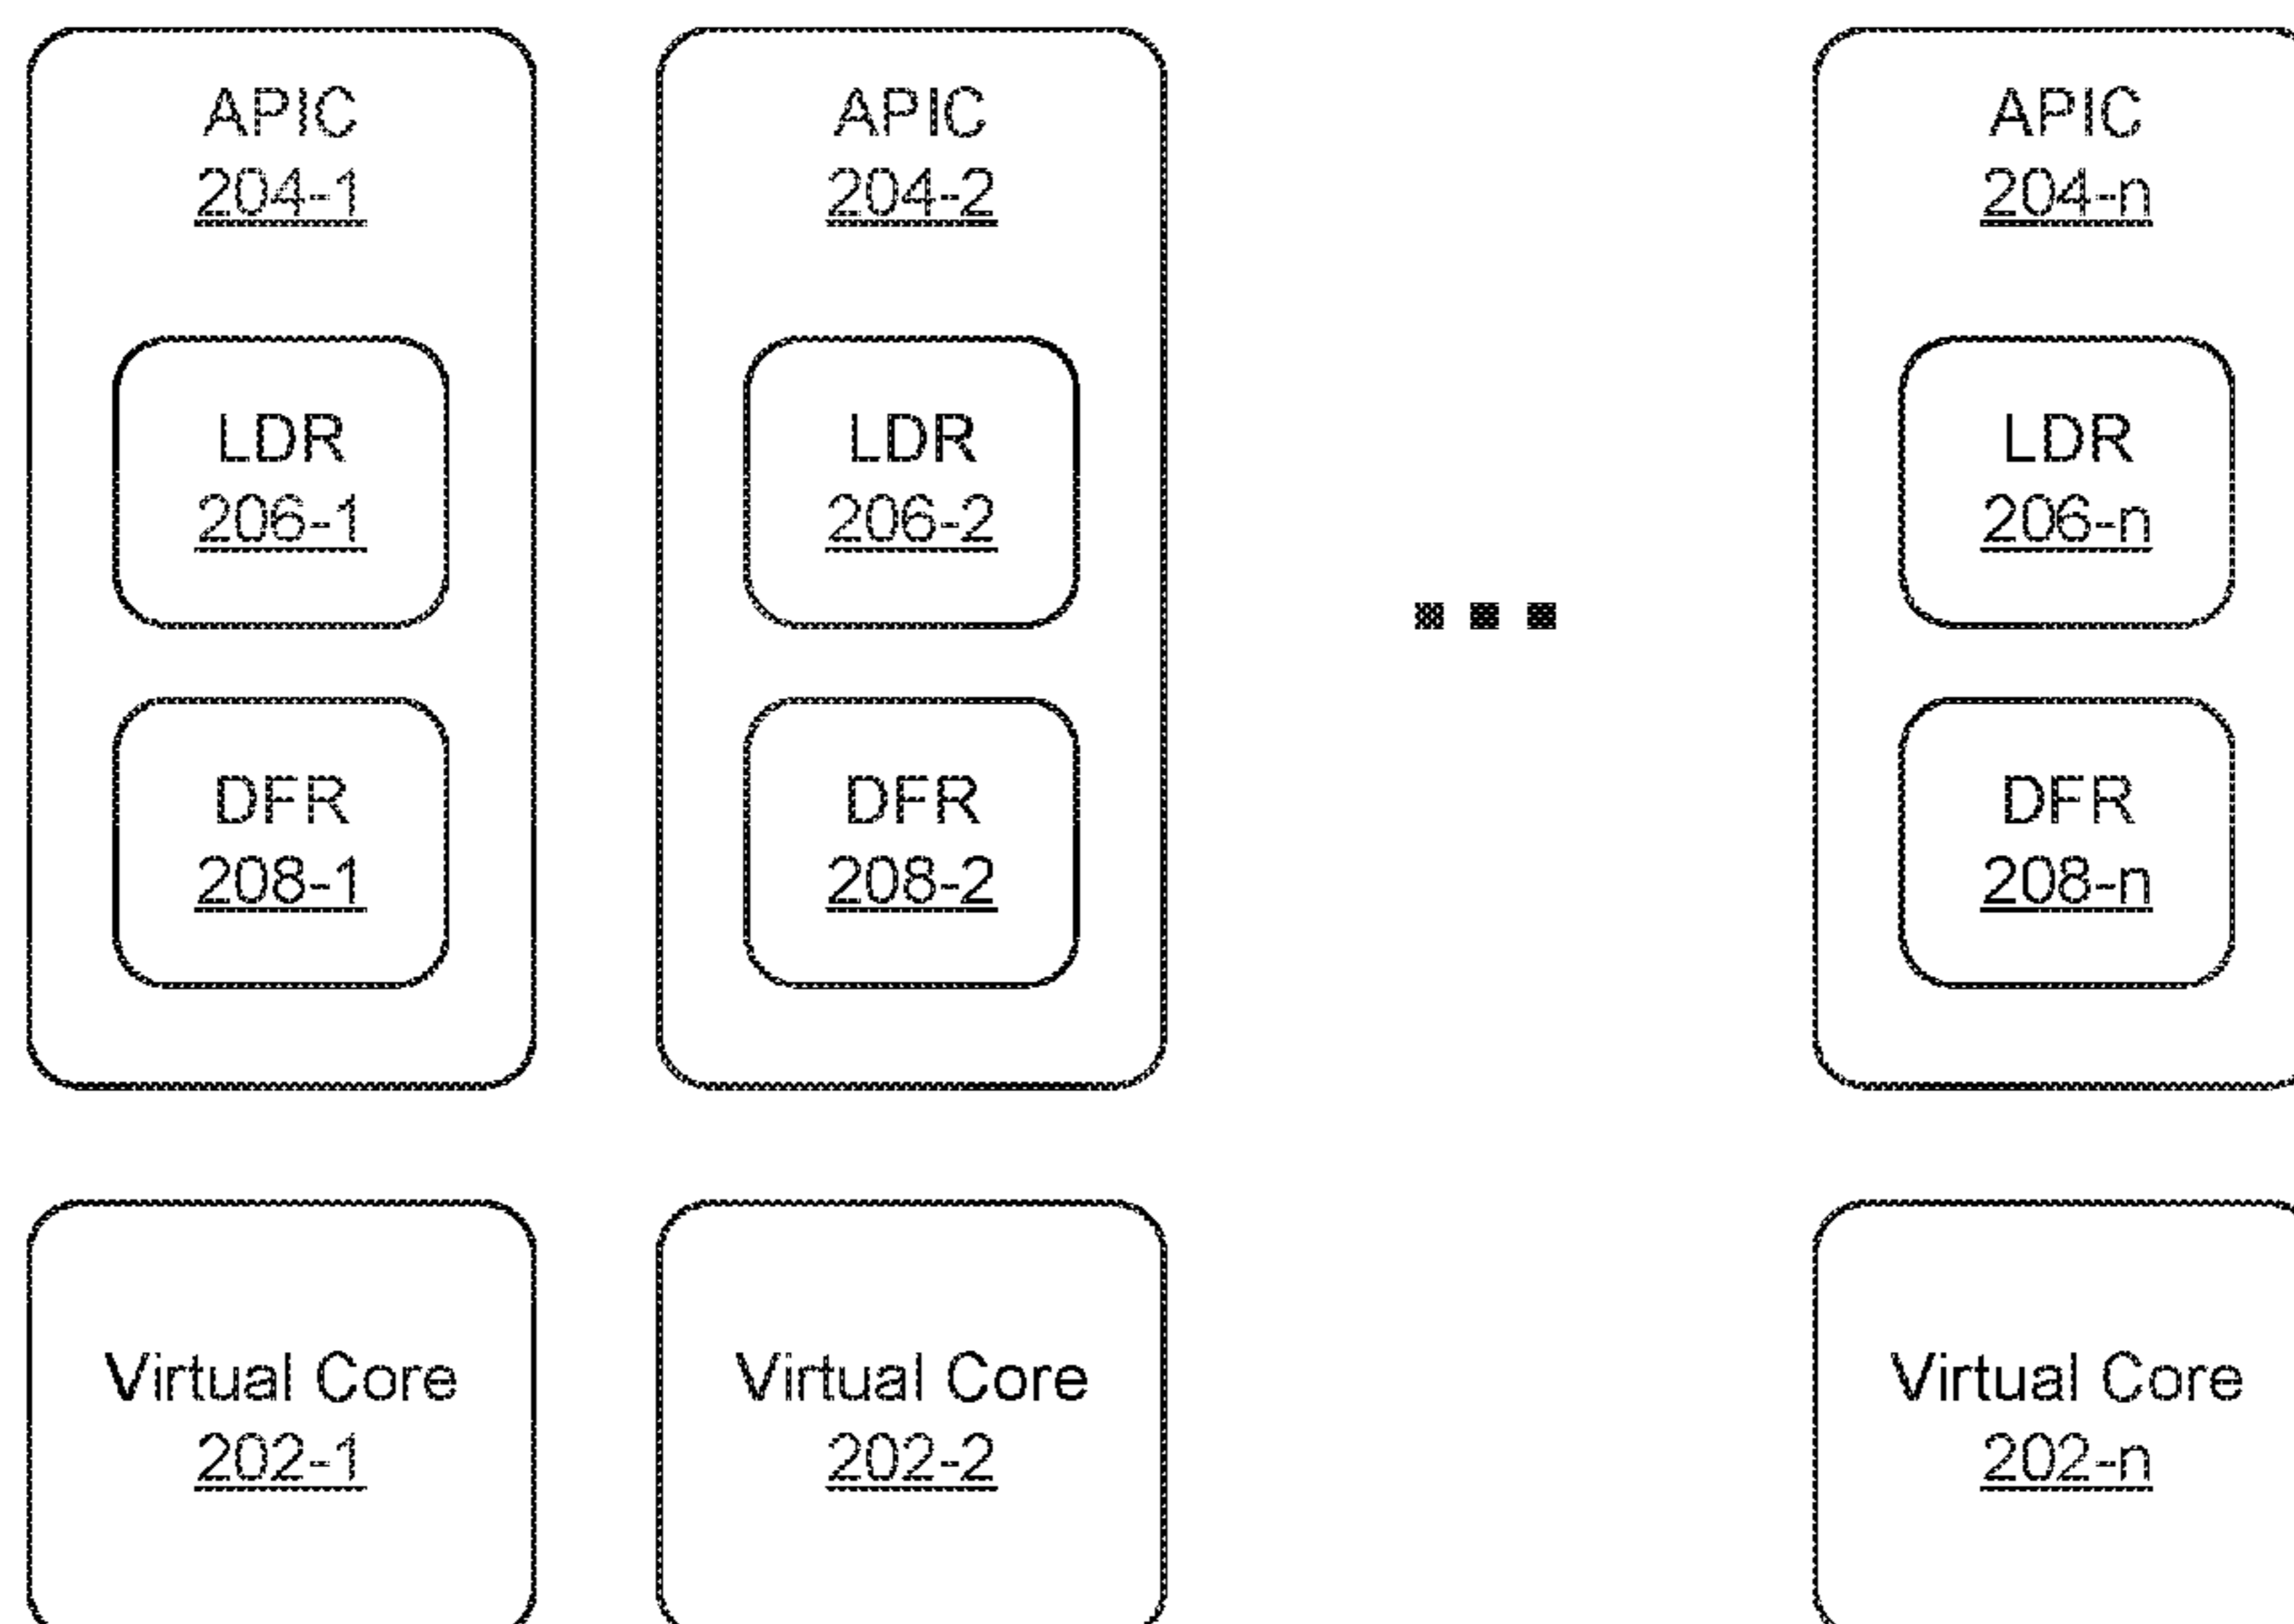 APIC
204-1
LDR
206-1
DFR
208-1
Virtual Core
202-1
APIC
204-2
LDR
206-2
DFR
208-2
Virtual Core
202-2
APIC
204-n
LDR
206-n
DFR
208-n
Virtual Core
202-n